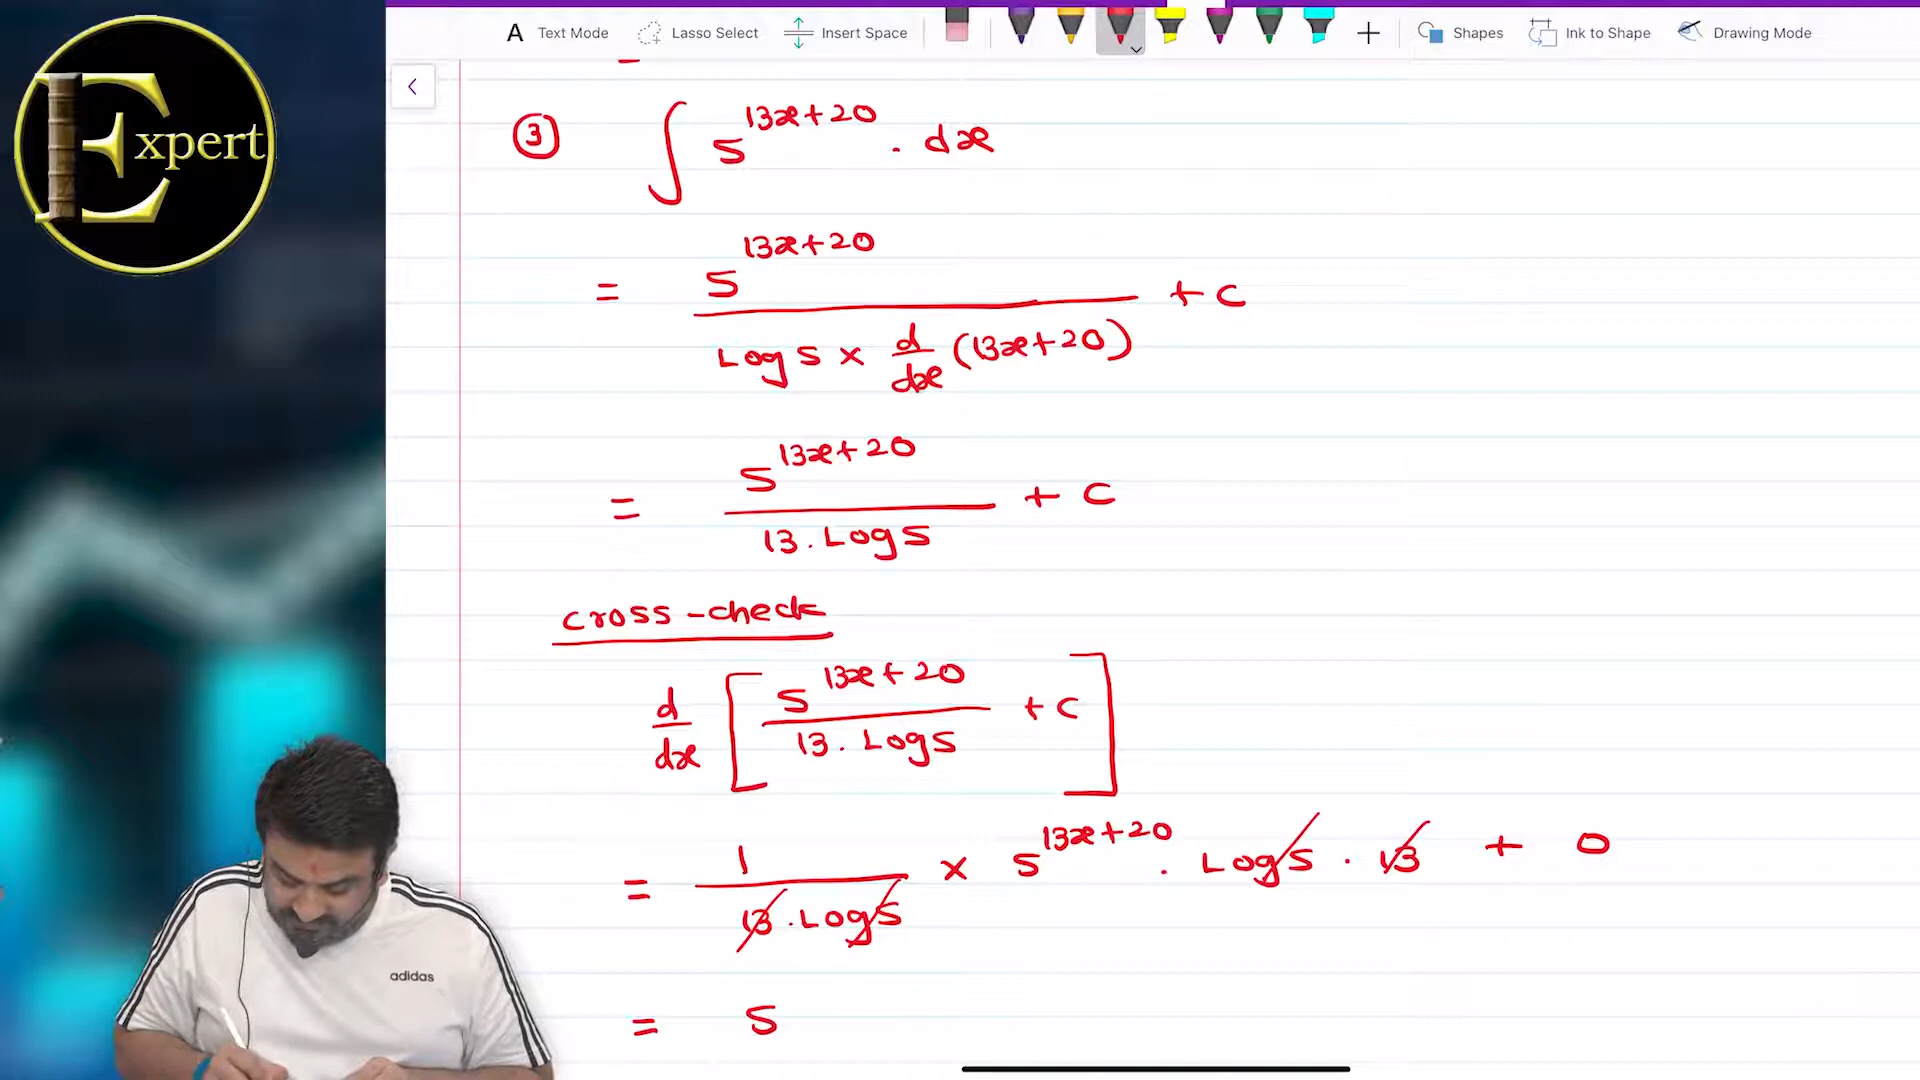 Expert
A Text Mode Lasso Select Insert Space Shapes Ink to Shape Drawing Mode
③ ∫ 5^(13x+20) . dx
= 5^(13x+20) / (Log 5 × d/dx (13x+20)) + c
= 5^(13x+20) / (13 . Log 5) + c
cross-check
d/dx [ 5^(13x+20) / (13 . Log 5) + c ]
= 1 / (13 . Log 5) × 5^(13x+20) . Log 5 . 13 + 0
= 5
adidas